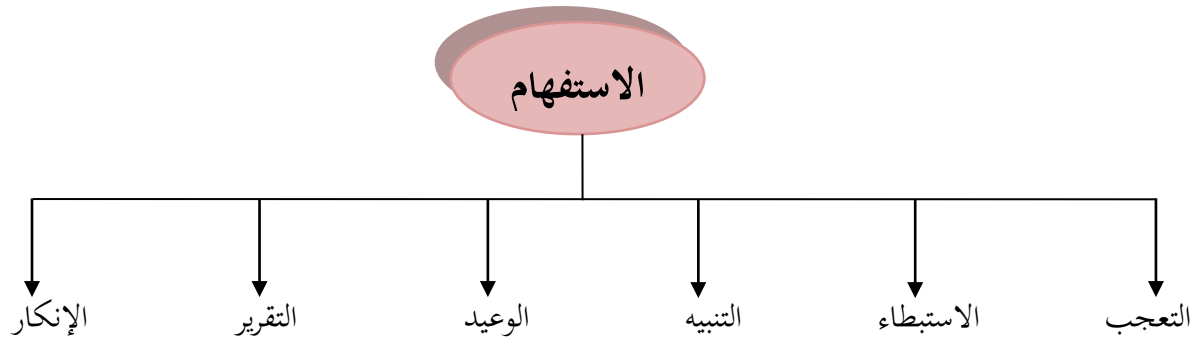 الاستفهام
التعجب
الاستبطاء
التنبيه
الوعيد
التقرير
الإنكار